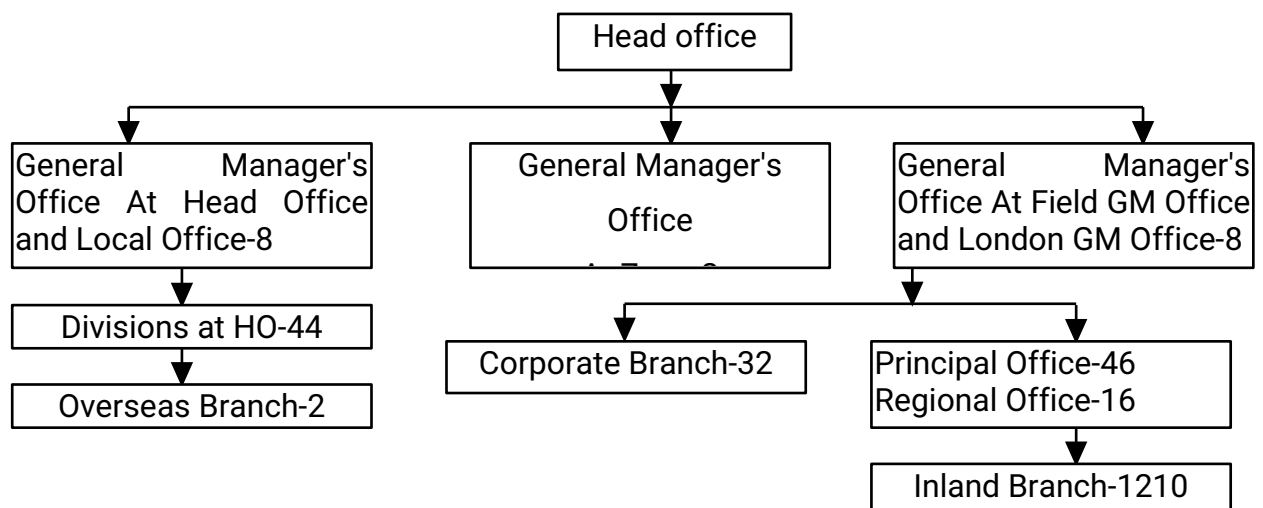 Head office
General Manager's
Office At Head Office
and Local Office-8
General Manager's
Office
General Manager's
Office At Field GM Office
and London GM Office-8
Divisions at HO-44
Overseas Branch-2
Corporate Branch-32
Principal Office-46
Regional Office-16
Inland Branch-1210